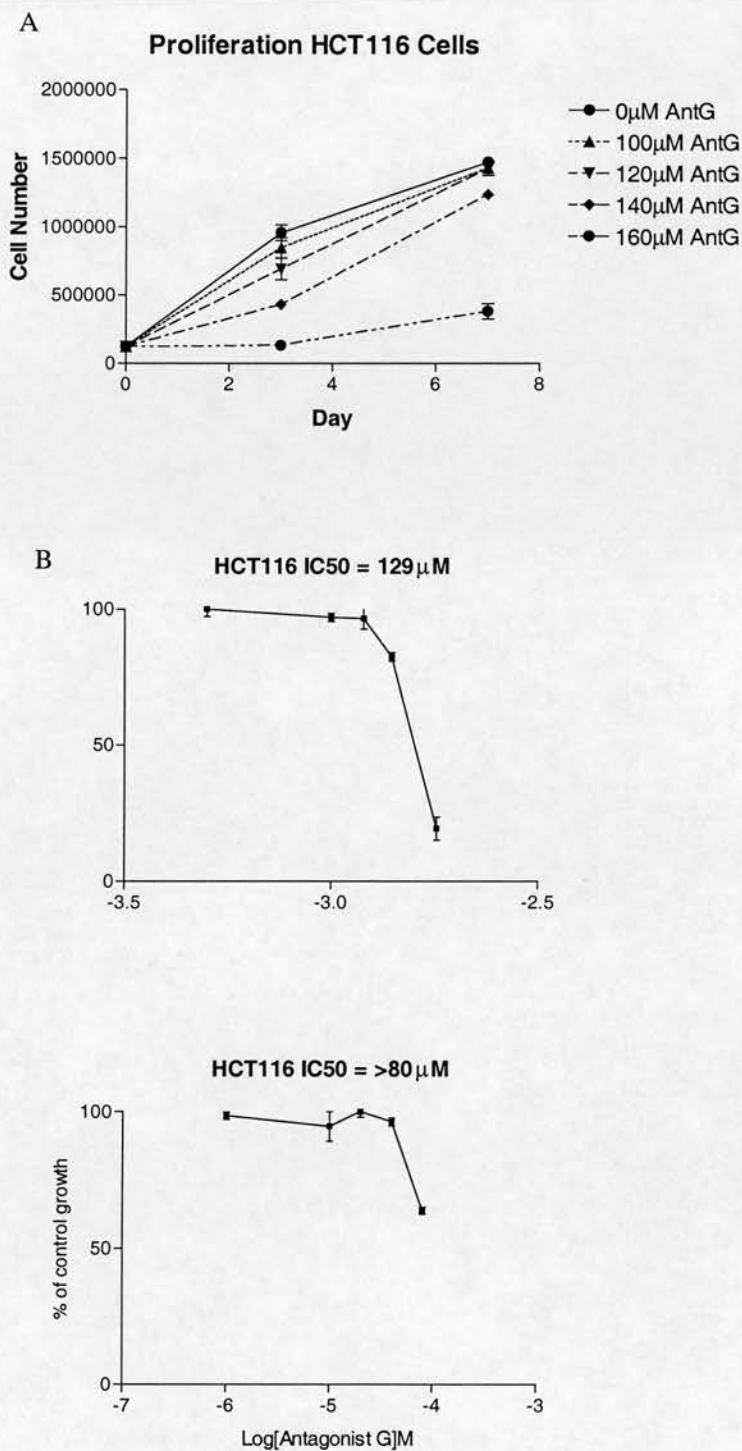 A
Proliferation HCT116 Cells
2000000
1500000
1000000
500000
0
Cell Number
0 2 4 6 8
Day
0µM AntG
100µM AntG
120µM AntG
140µM AntG
160µM AntG
B
HCT116 IC50 = 129µM
100
50
0
-3.5 -3.0 -2.5
HCT116 IC50 = >80µM
100
50
0
% of control growth
-7 -6 -5 -4 -3
Log[Antagonist G]M